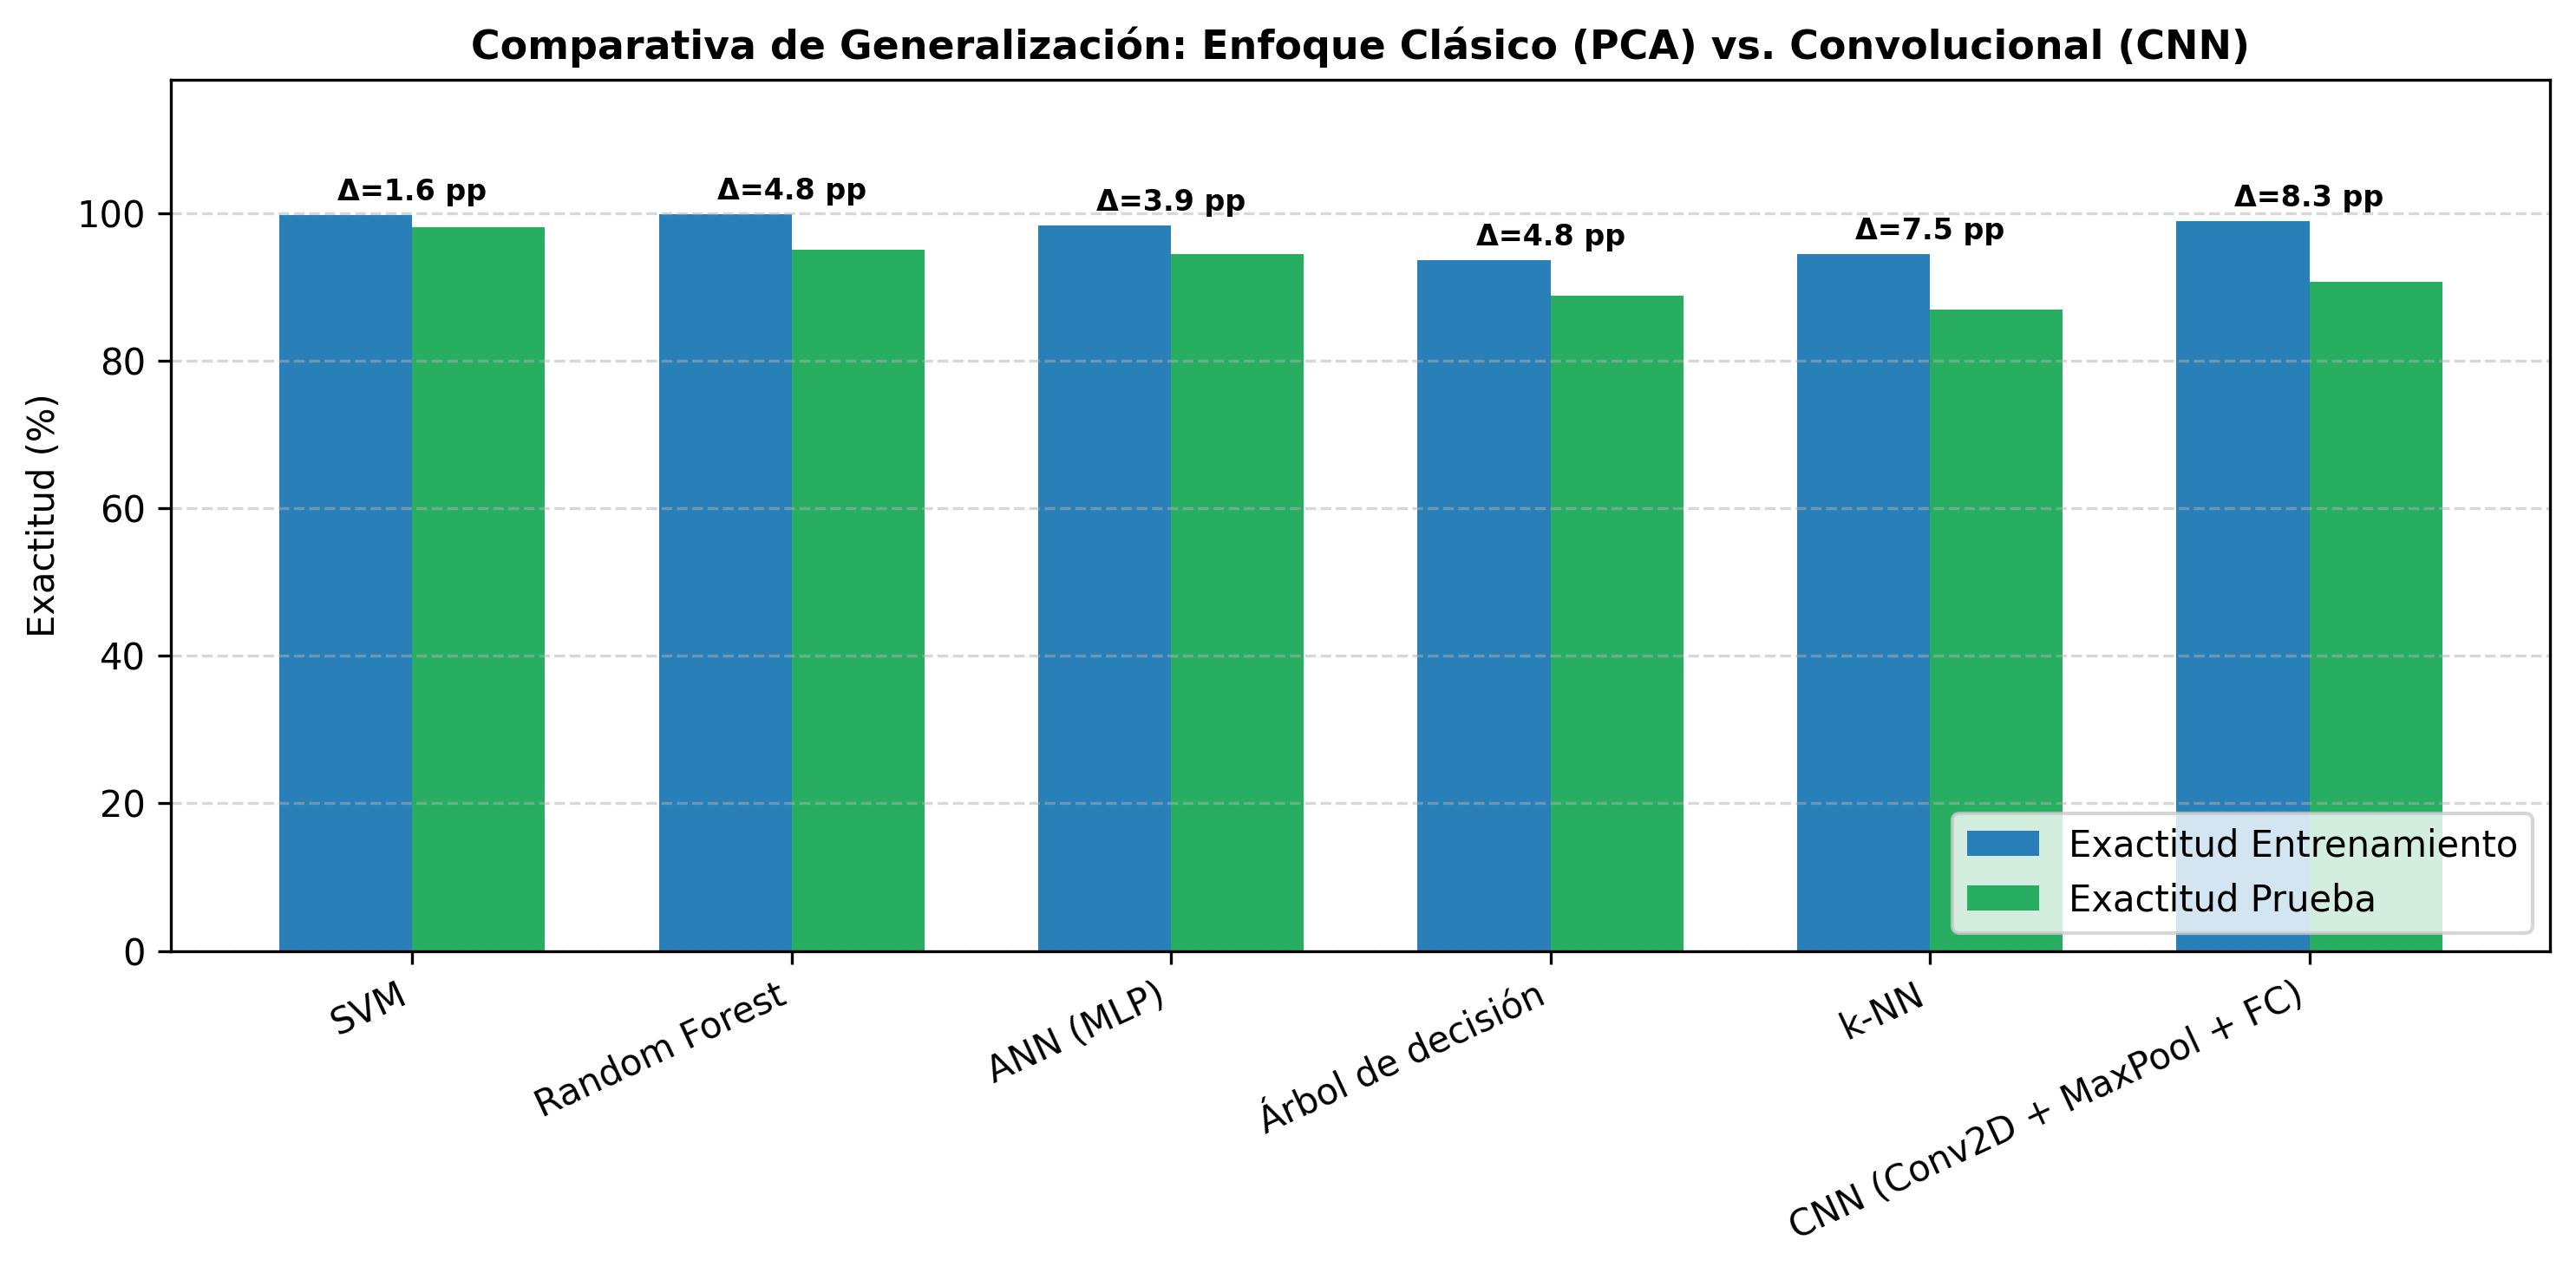 Comparativa de Generalización: Enfoque Clásico (PCA) vs. Convolucional (CNN)
Exactitud (%)
100
80
60
40
20
0
Δ=1.6 pp
Δ=4.8 pp
Δ=3.9 pp
Δ=4.8 pp
Δ=7.5 pp
Δ=8.3 pp
Exactitud Entrenamiento
Exactitud Prueba
SVM
Random Forest
ANN (MLP)
Árbol de decisión
k-NN
CNN (Conv2D + MaxPool + FC)